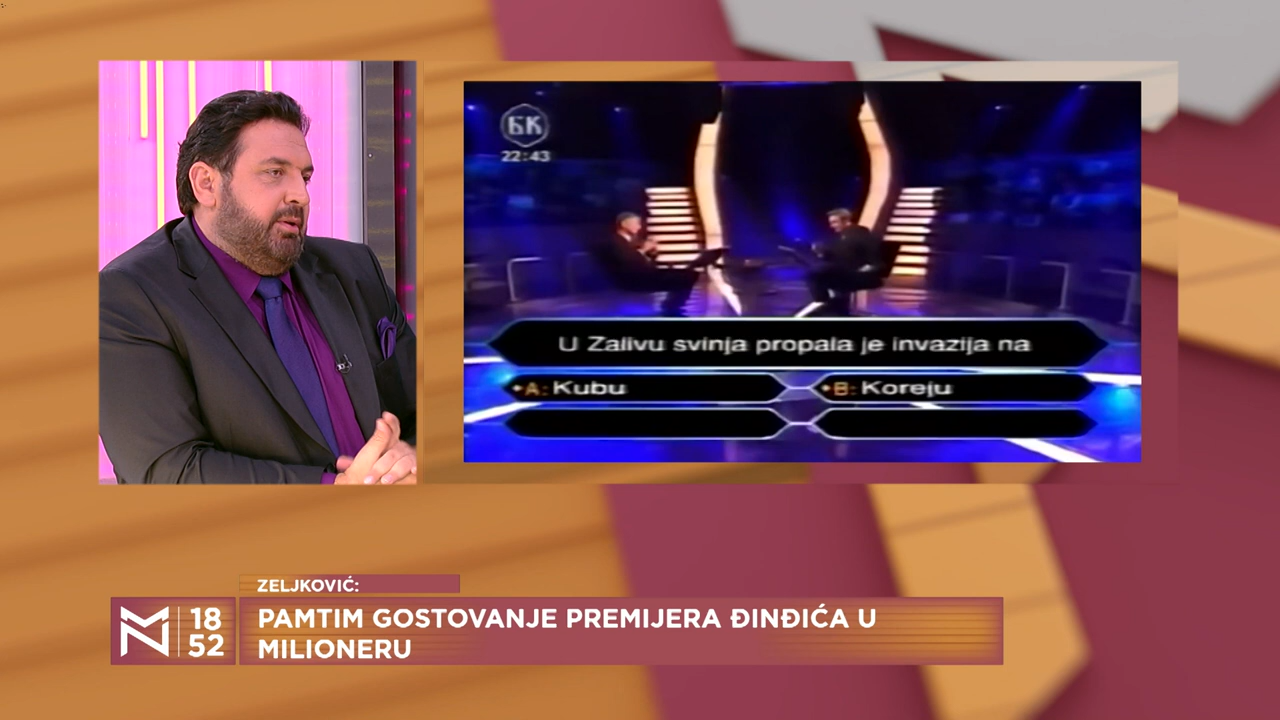 БК
22:43
U Zalivu svinja propala je invazija na
A: Kubu
B: Koreju
ZELJKOVIĆ:
18
52
PAMTIM GOSTOVANJE PREMIJERA ĐINĐIĆA U
MILIONERU